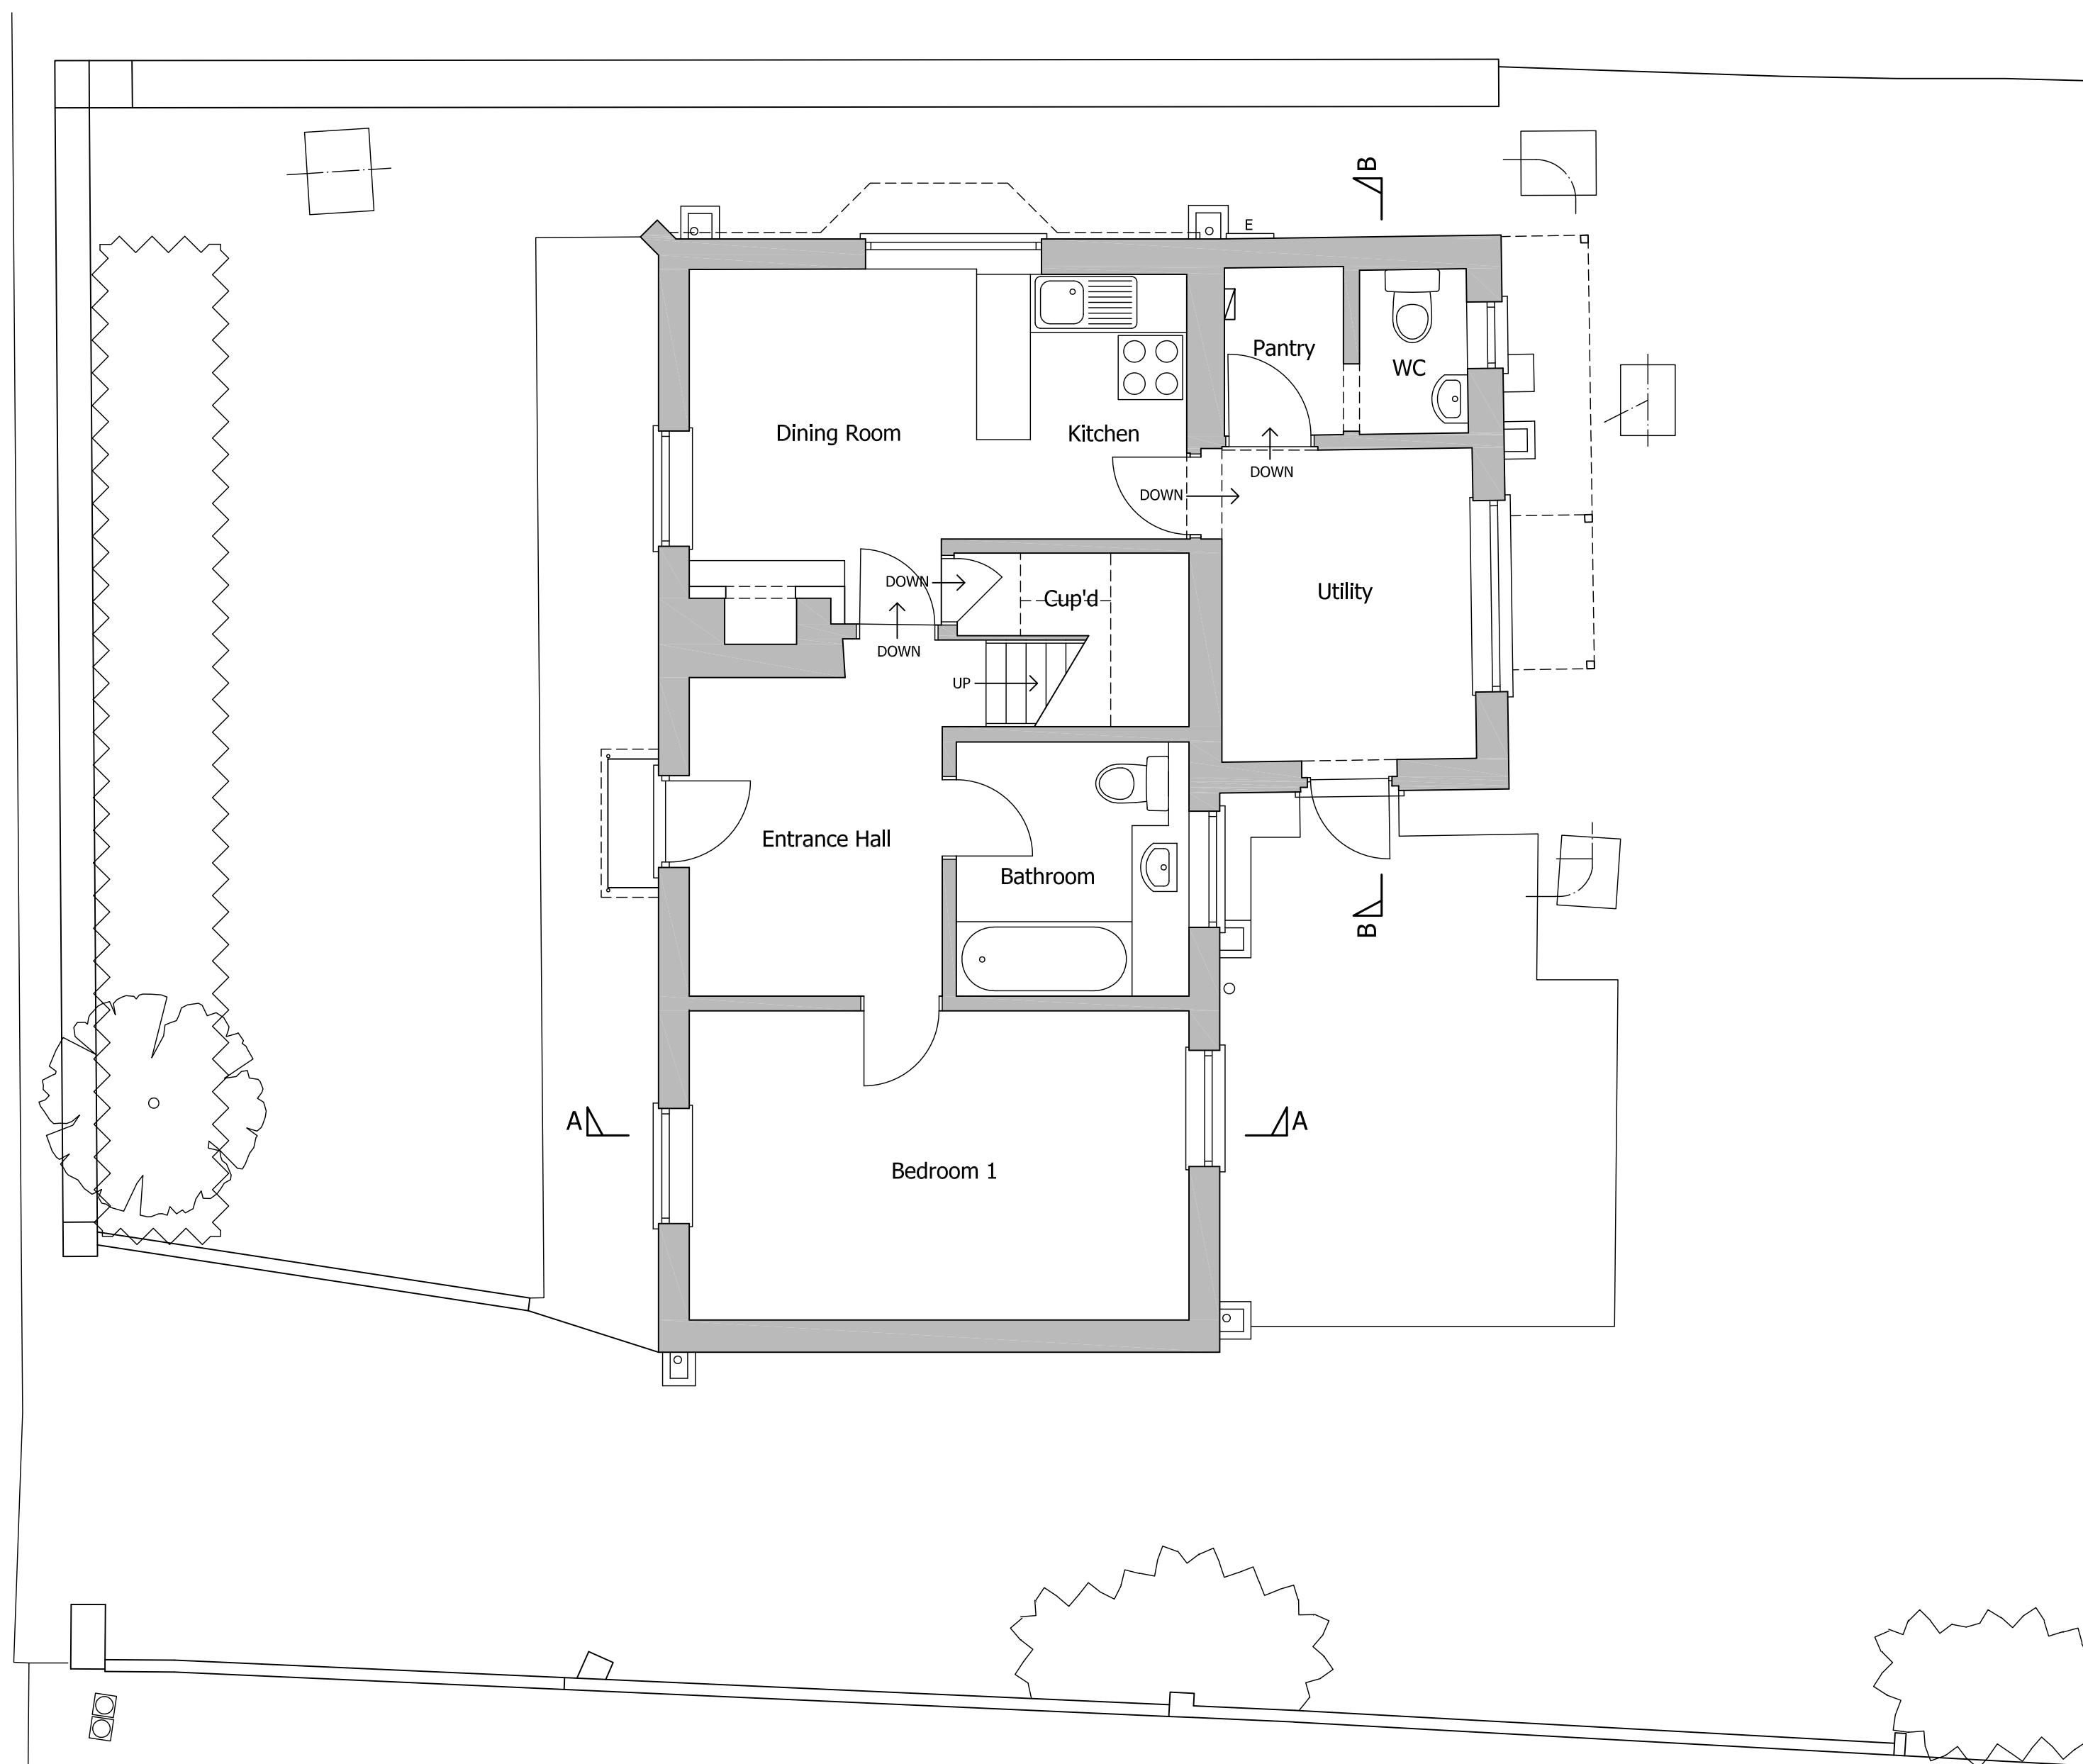 B
E
Pantry
WC
Dining Room
Kitchen
DOWN
DOWN
DOWN
Cup'd
Utility
DOWN
UP
Entrance Hall
Bathroom
B
A
A
Bedroom 1